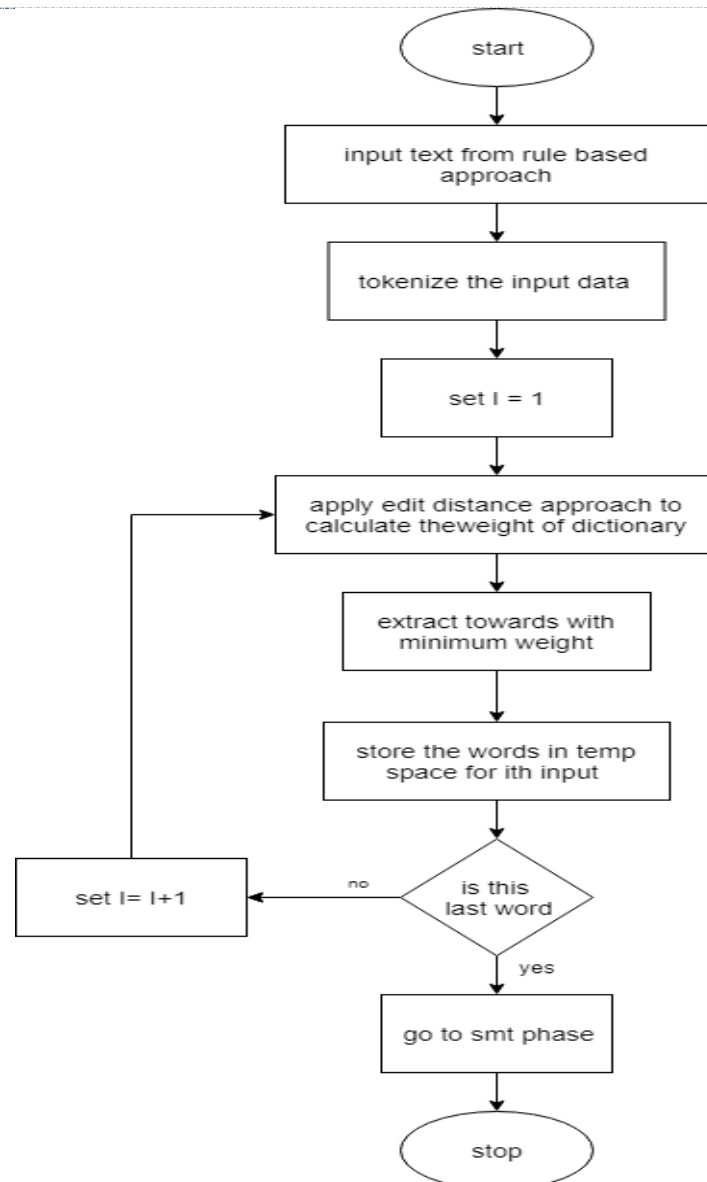 start
input text from rule based
approach
tokenize the input data
set I = 1
apply edit distance approach to
calculate theweight of dictionary
extract towards with
minimum weight
store the words in temp
space for ith input
is this
last word
no
set I= I+1
yes
go to smt phase
stop